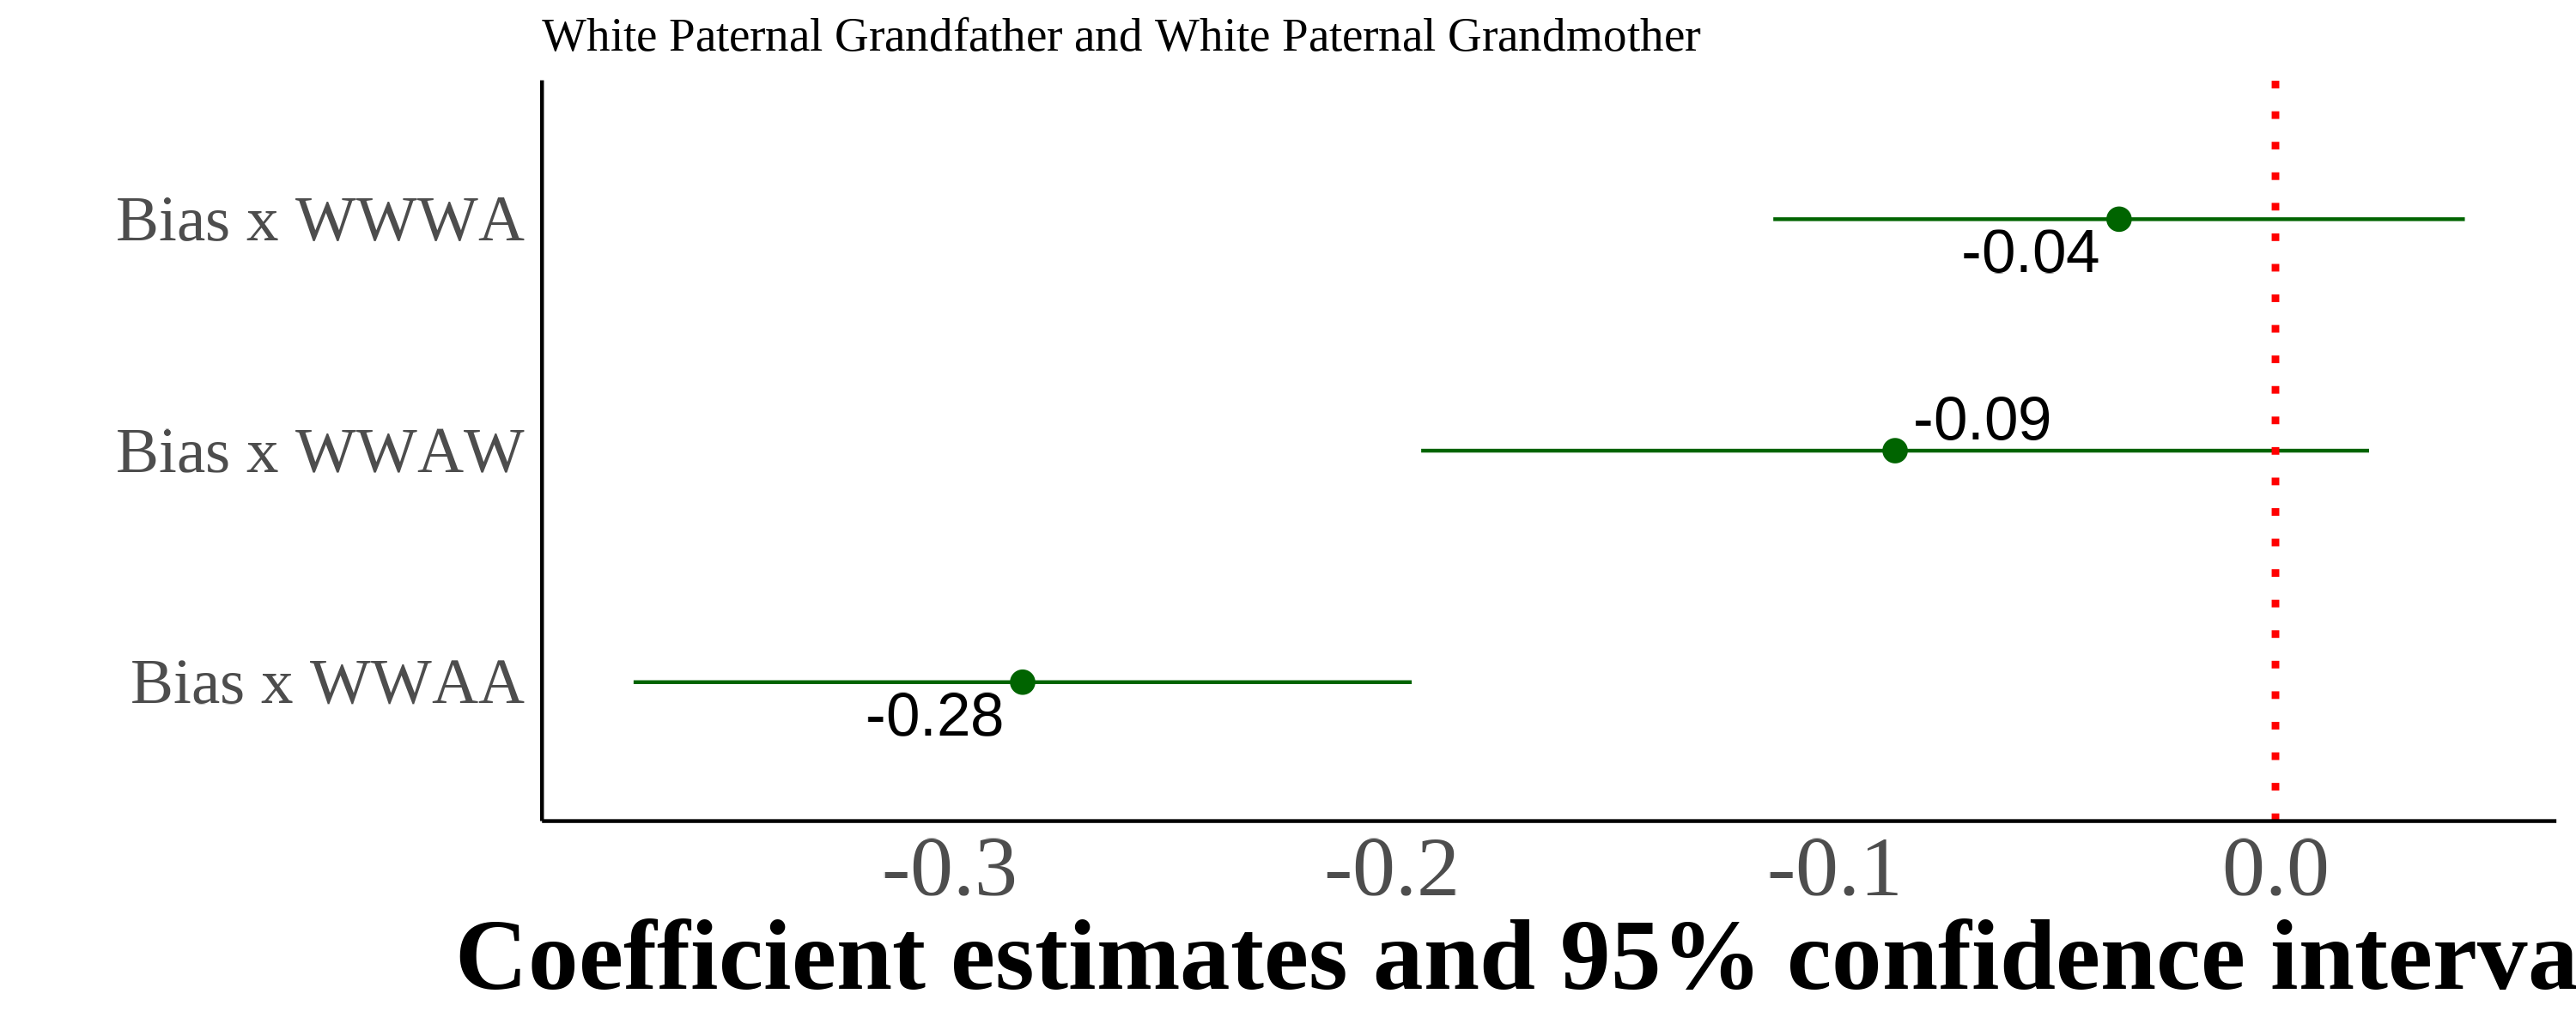 White Paternal Grandfather and White Paternal Grandmother
Bias x WWWA
-0.04
-0.09
Bias x WWAW
Bias x WWAA
-0.28
-0.3 -0.2 -0.1 0.0
Coefficient estimates and 95% confidence interva